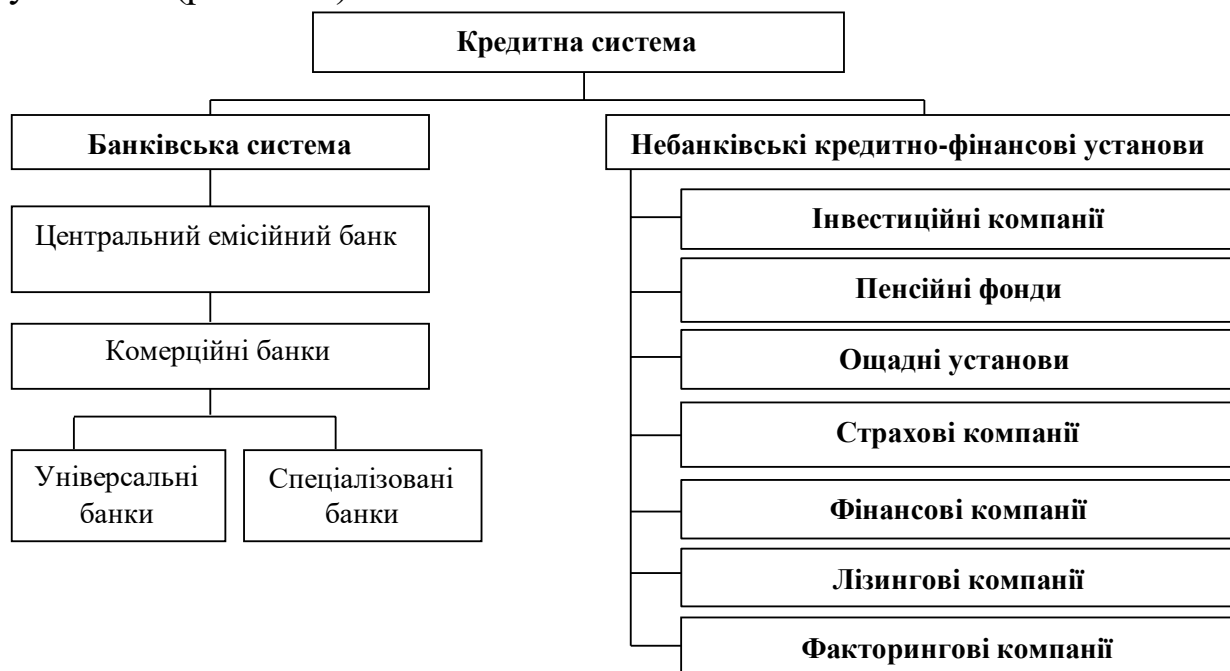 Кредитна система
Банківська система
Небанківські кредитно-фінансові установи
Центральний емісійний банк
Комерційні банки
Універсальні
банки
Спеціалізовані
банки
Інвестиційні компанії
Пенсійні фонди
Ощадні установи
Страхові компанії
Фінансові компанії
Лізингові компанії
Факторингові компанії